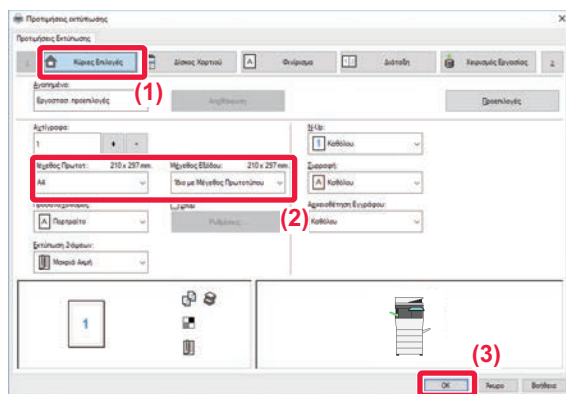 Προτιμήσεις εκτύπωσης
Προτιμήσεις Εκτύπωσης
Κύριες Επιλογές
Δίσκος Χαρτιού
Φινίρισμα
Διάταξη
Χειρισμός Εργασίας
Αγαπημένα:
Εργοστασ. προεπιλογές
(1)
Αποθήκευση
Προεπιλογές
Αντίγραφα:
1
+
-
N-Up:
1 Καθόλου
Μέγεθος Πρωτοτ.: 210 x 297 mm.
Μέγεθος Εξόδου: 210 x 297 mm.
Συρραφή:
A4
Ίδιο με Μέγεθος Πρωτοτύπου
A Καθόλου
(2)
Προσανατολισμός:
Αρχειοθέτηση Εγγράφου:
A Πορτραίτο
Ρυθμίσεις...
Καθόλου
Εκτύπωση 2 όψεων:
Μακριά Ακμή
1
(3)
OK
Άκυρο
Βοήθεια